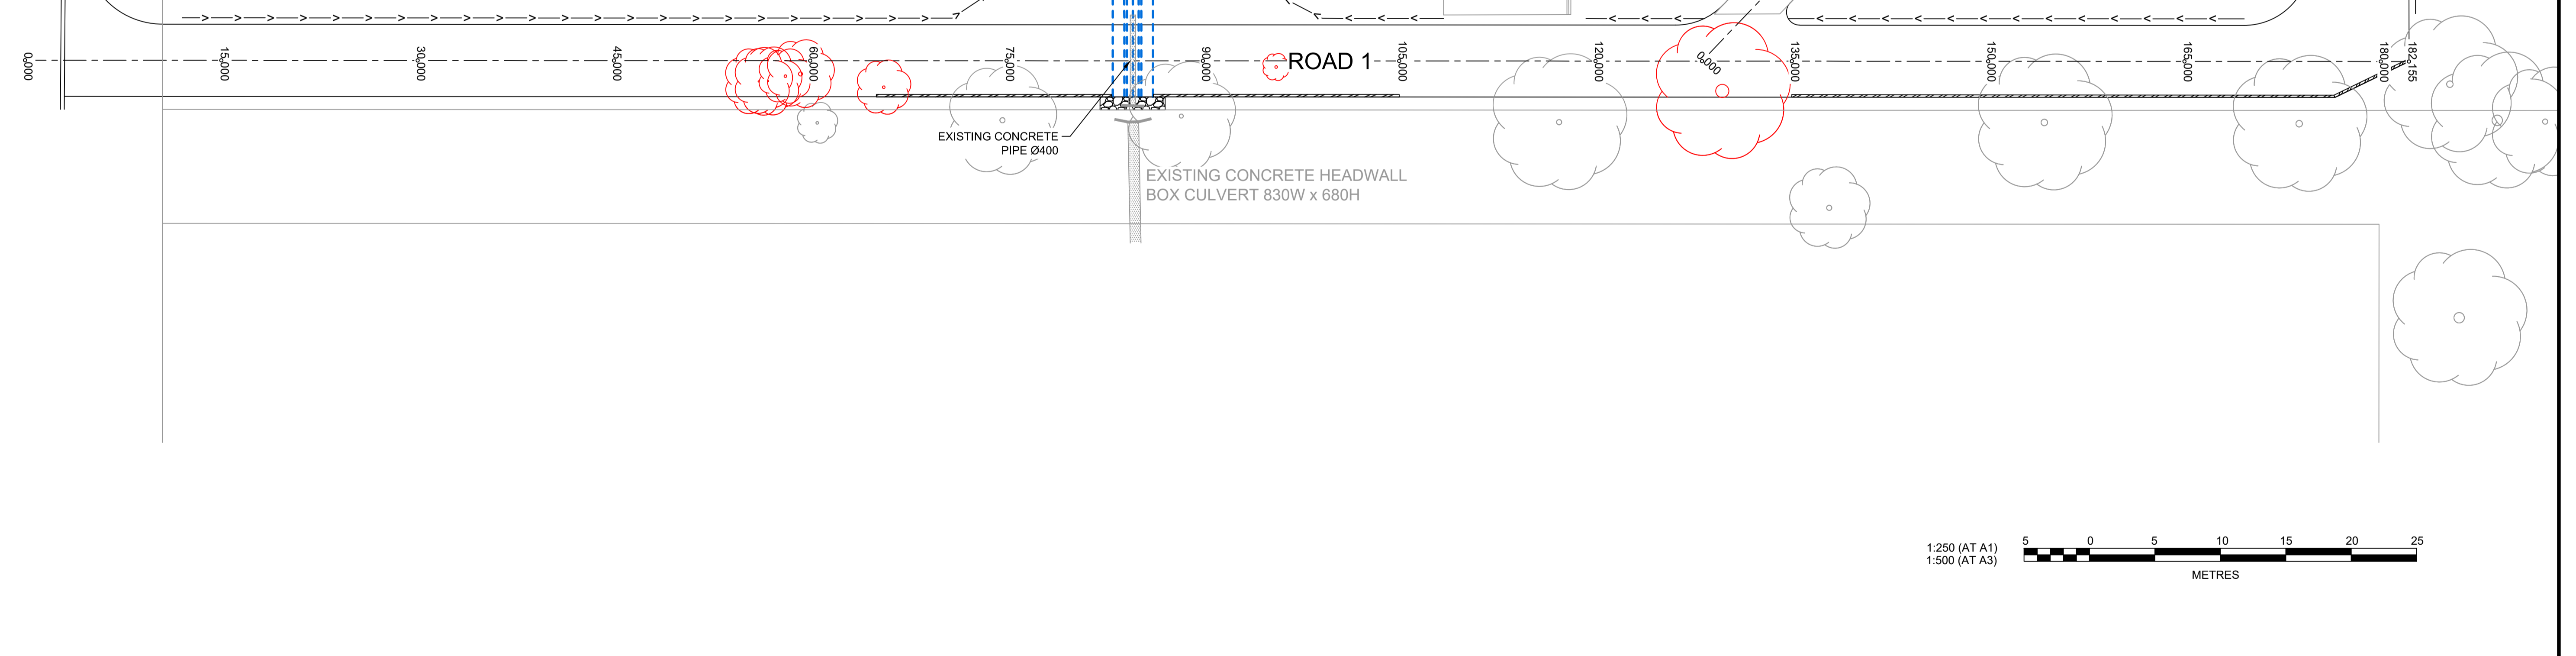 0.000
15.000
30.000
45.000
60.000
75.000
90.000
ROAD 1
105.000
120.000
0.000
135.000
150.000
165.000
180.000
182.155
EXISTING CONCRETE
PIPE Ø400
EXISTING CONCRETE HEADWALL
BOX CULVERT 830W x 680H
1:250 (AT A1)
1:500 (AT A3)
5 0 5 10 15 20 25
METRES